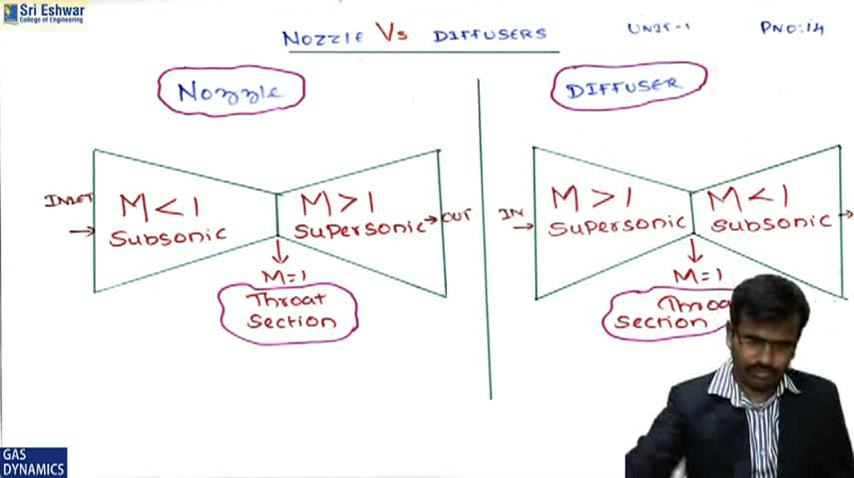 Sri Eshwar
College of Engineering
Nozzle Vs DIFFUSERS
UNIT-1
PNO:14
Nozzle
DIFFUSER
INLET
M<1
Subsonic
M>1
SuPersonic
OUT
M=1
Throat
Section
IN
M>1
SuPersonic
M<1
Subsonic
M=1
Throa
Section
GAS
DYNAMICS